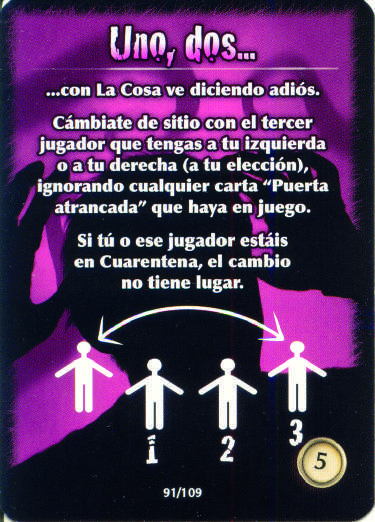 Uno, dos...
...con La Cosa ve diciendo adiós.
Cámbiate de sitio con el tercer
jugador que tengas a tu izquierda
o a tu derecha (a tu elección),
ignorando cualquier carta “Puerta
atrancada” que haya en juego.
Si tú o ese jugador estáis
en Cuarentena, el cambio
no tiene lugar.
1 2 3
5
91/109